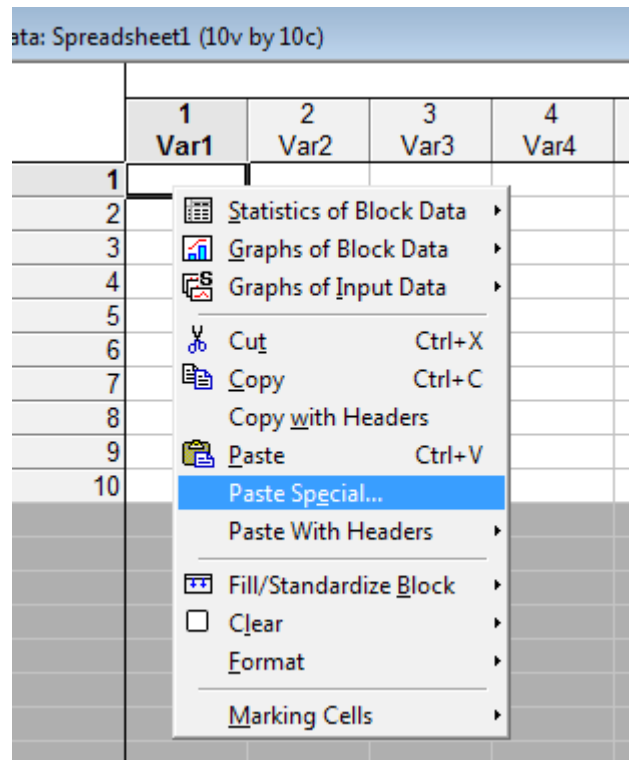 ata: Spreadsheet1 (10v by 10c)
1 2 3 4
Var1 Var2 Var3 Var4
1
2
3
4
5
6
7
8
9
10
Statistics of Block Data
Graphs of Block Data
Graphs of Input Data
Cut Ctrl+X
Copy Ctrl+C
Copy with Headers
Paste Ctrl+V
Paste Special...
Paste With Headers
Fill/Standardize Block
Clear
Format
Marking Cells